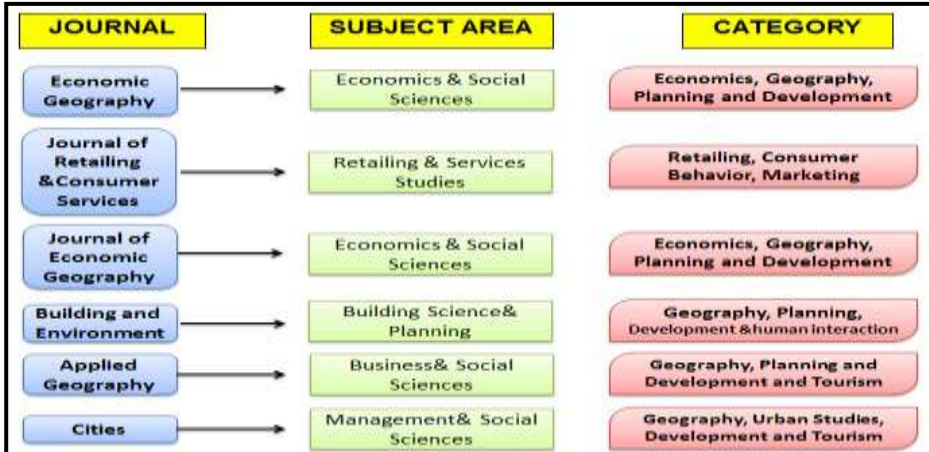 JOURNAL
SUBJECT AREA
CATEGORY
Economic
Geography
Economics & Social
Sciences
Economics, Geography,
Planning and Development
Journal of
Retailing
&Consumer
Services
Retailing & Services
Studies
Retailing, Consumer
Behavior, Marketing
Journal of
Economic
Geography
Economics & Social
Sciences
Economics, Geography,
Planning and Development
Building and
Environment
Building Science&
Planning
Geography, Planning,
Development &human interaction
Applied
Geography
Business& Social
Sciences
Geography, Planning and
Development and Tourism
Cities
Management& Social
Sciences
Geography, Urban Studies,
Development and Tourism